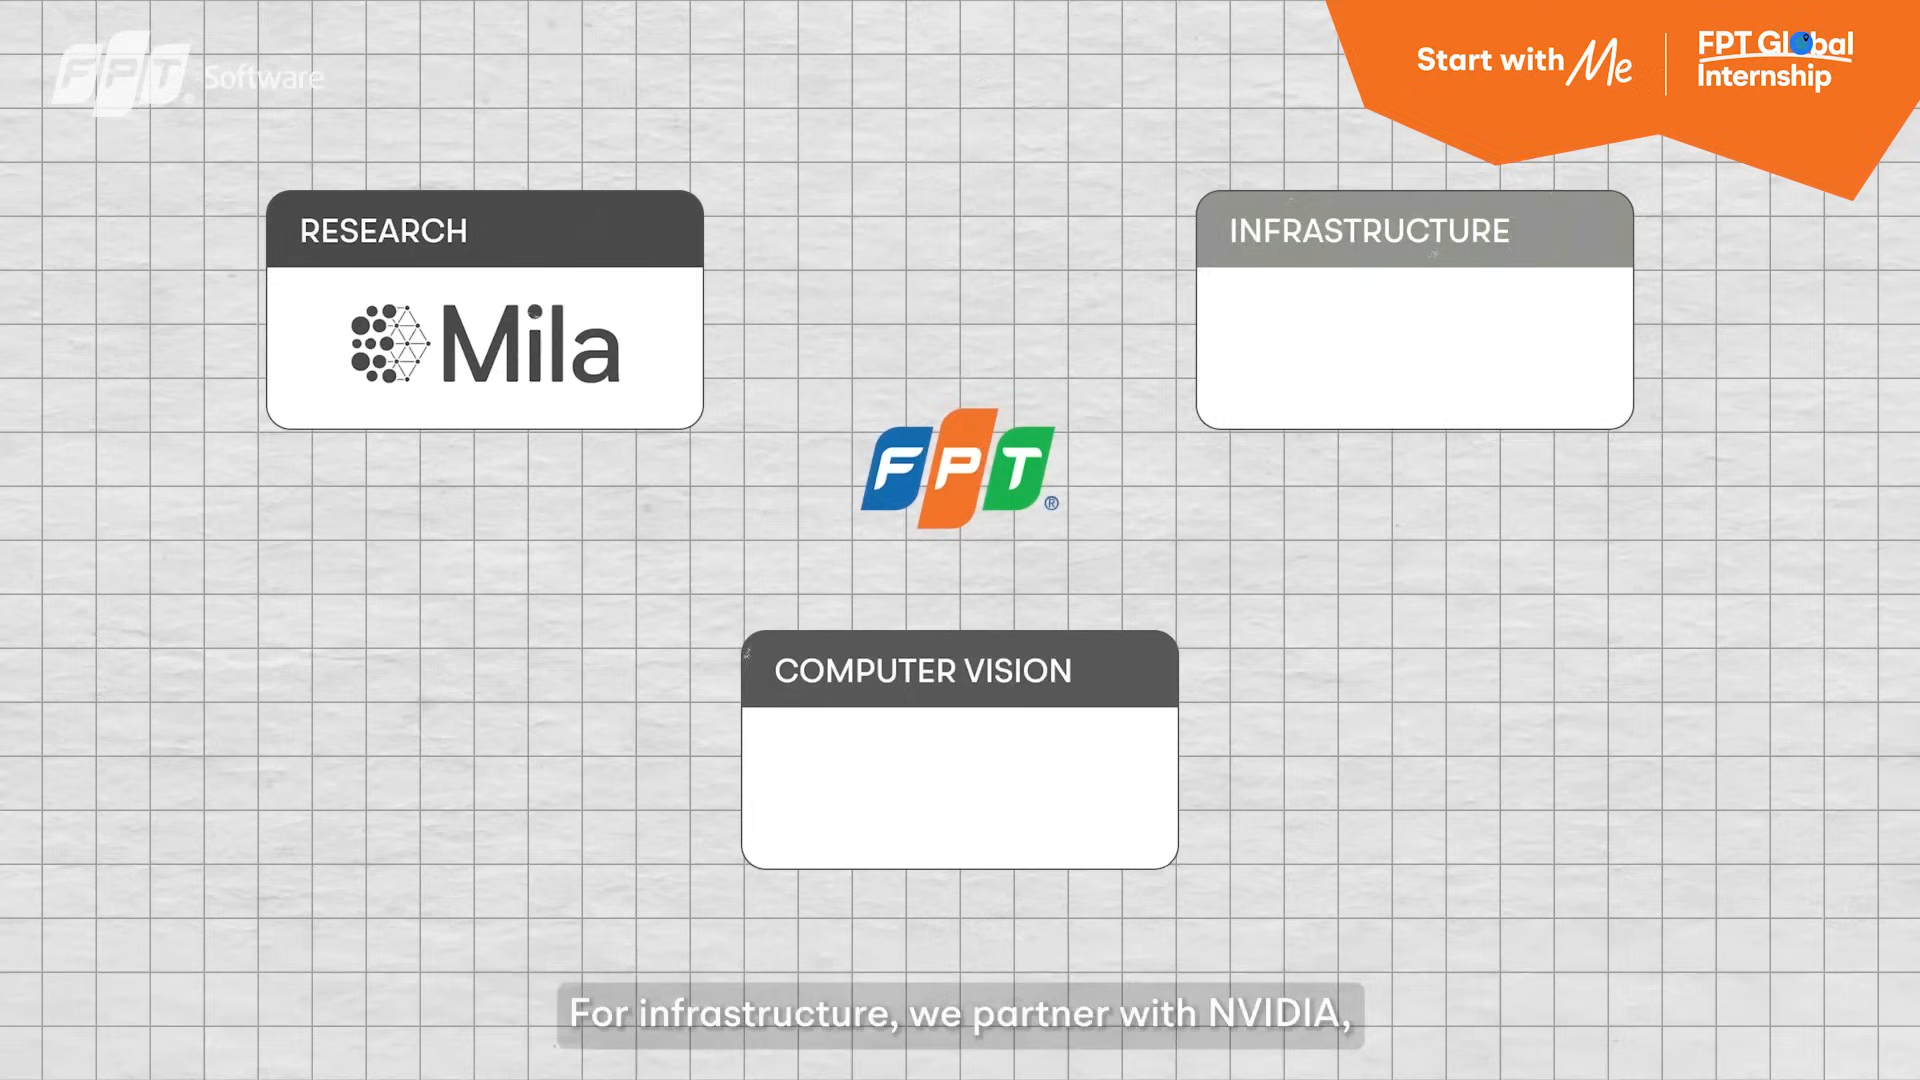 FPT Software
Start with Me
FPT Global
Internship
RESEARCH
Mila
INFRASTRUCTURE
FPT®
COMPUTER VISION
For infrastructure, we partner with NVIDIA,